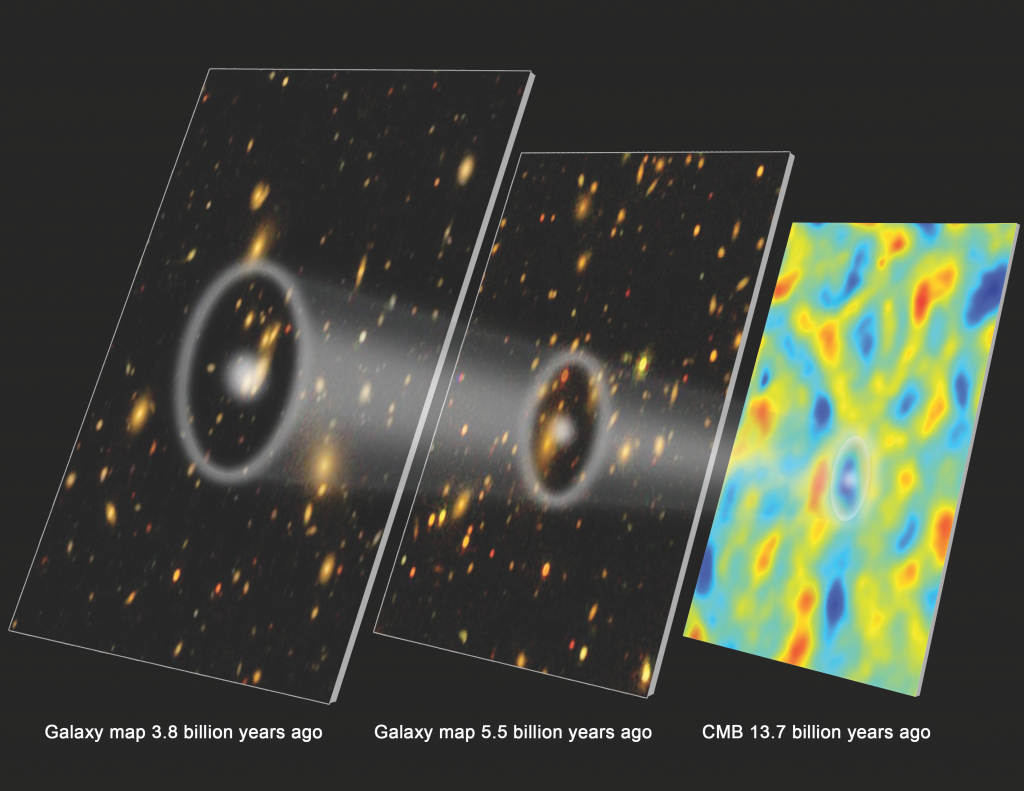 Galaxy map 3.8 billion years ago
Galaxy map 5.5 billion years ago
CMB 13.7 billion years ago